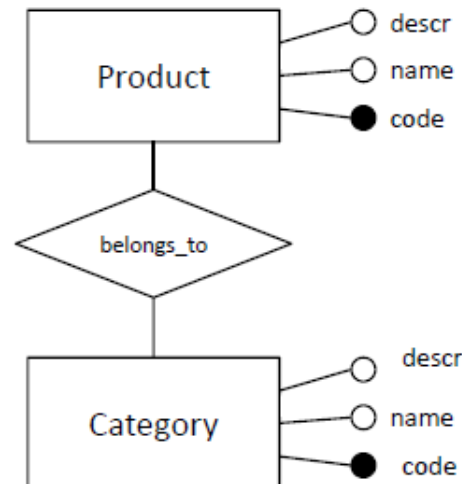 descr
Product
name
code
belongs_to
descr
name
Category
code